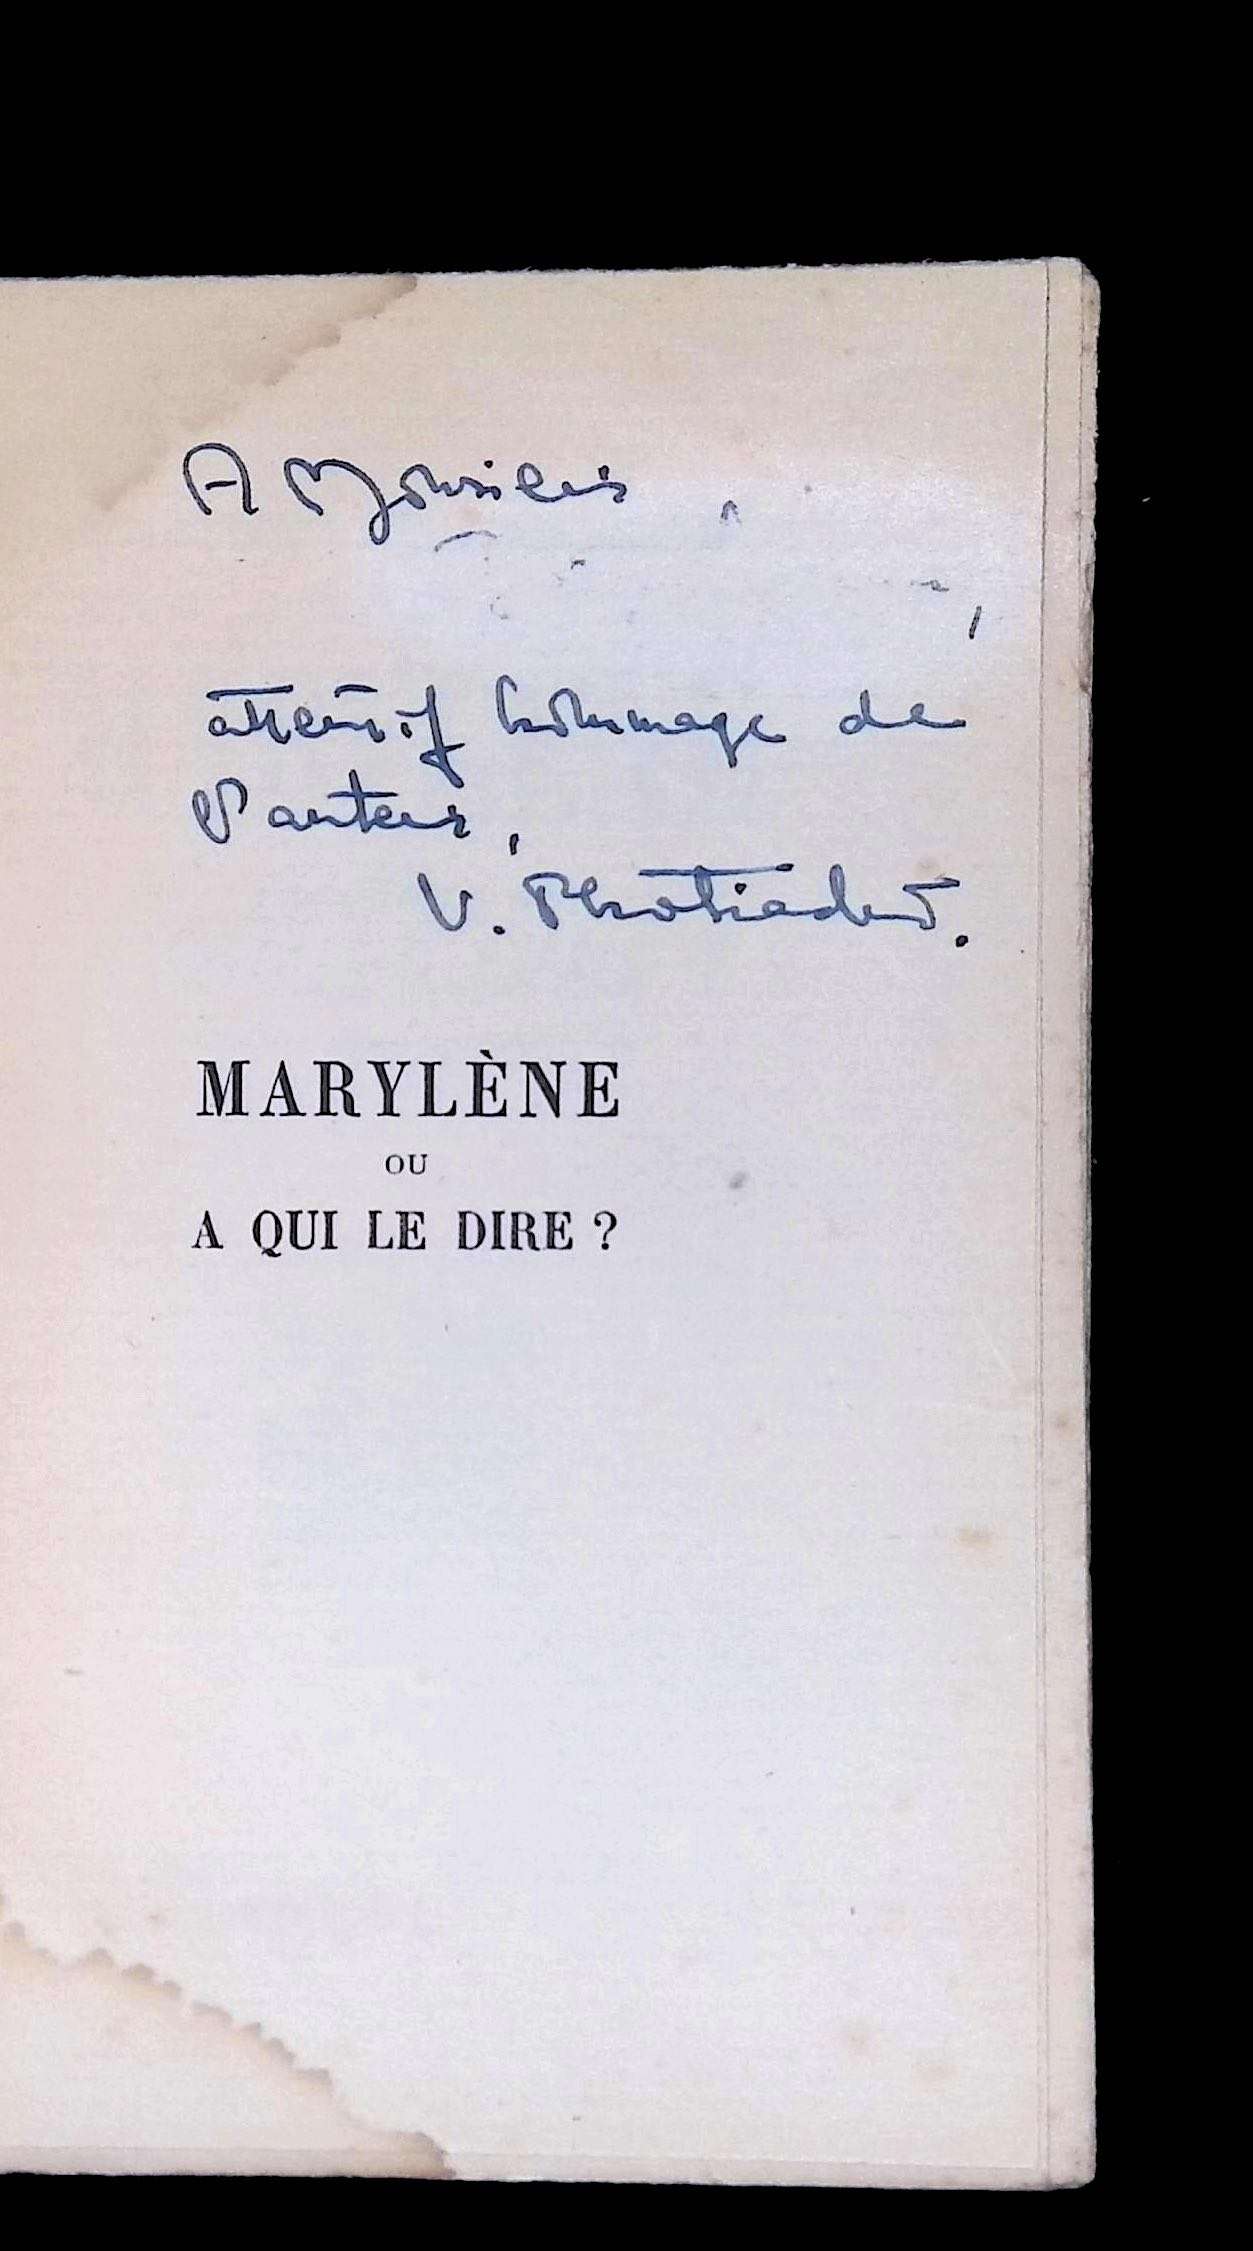 A Monsieur
,
attentif hommage de
l'auteur,
V. Photiadès.
MARYLÈNE
OU
A QUI LE DIRE ?